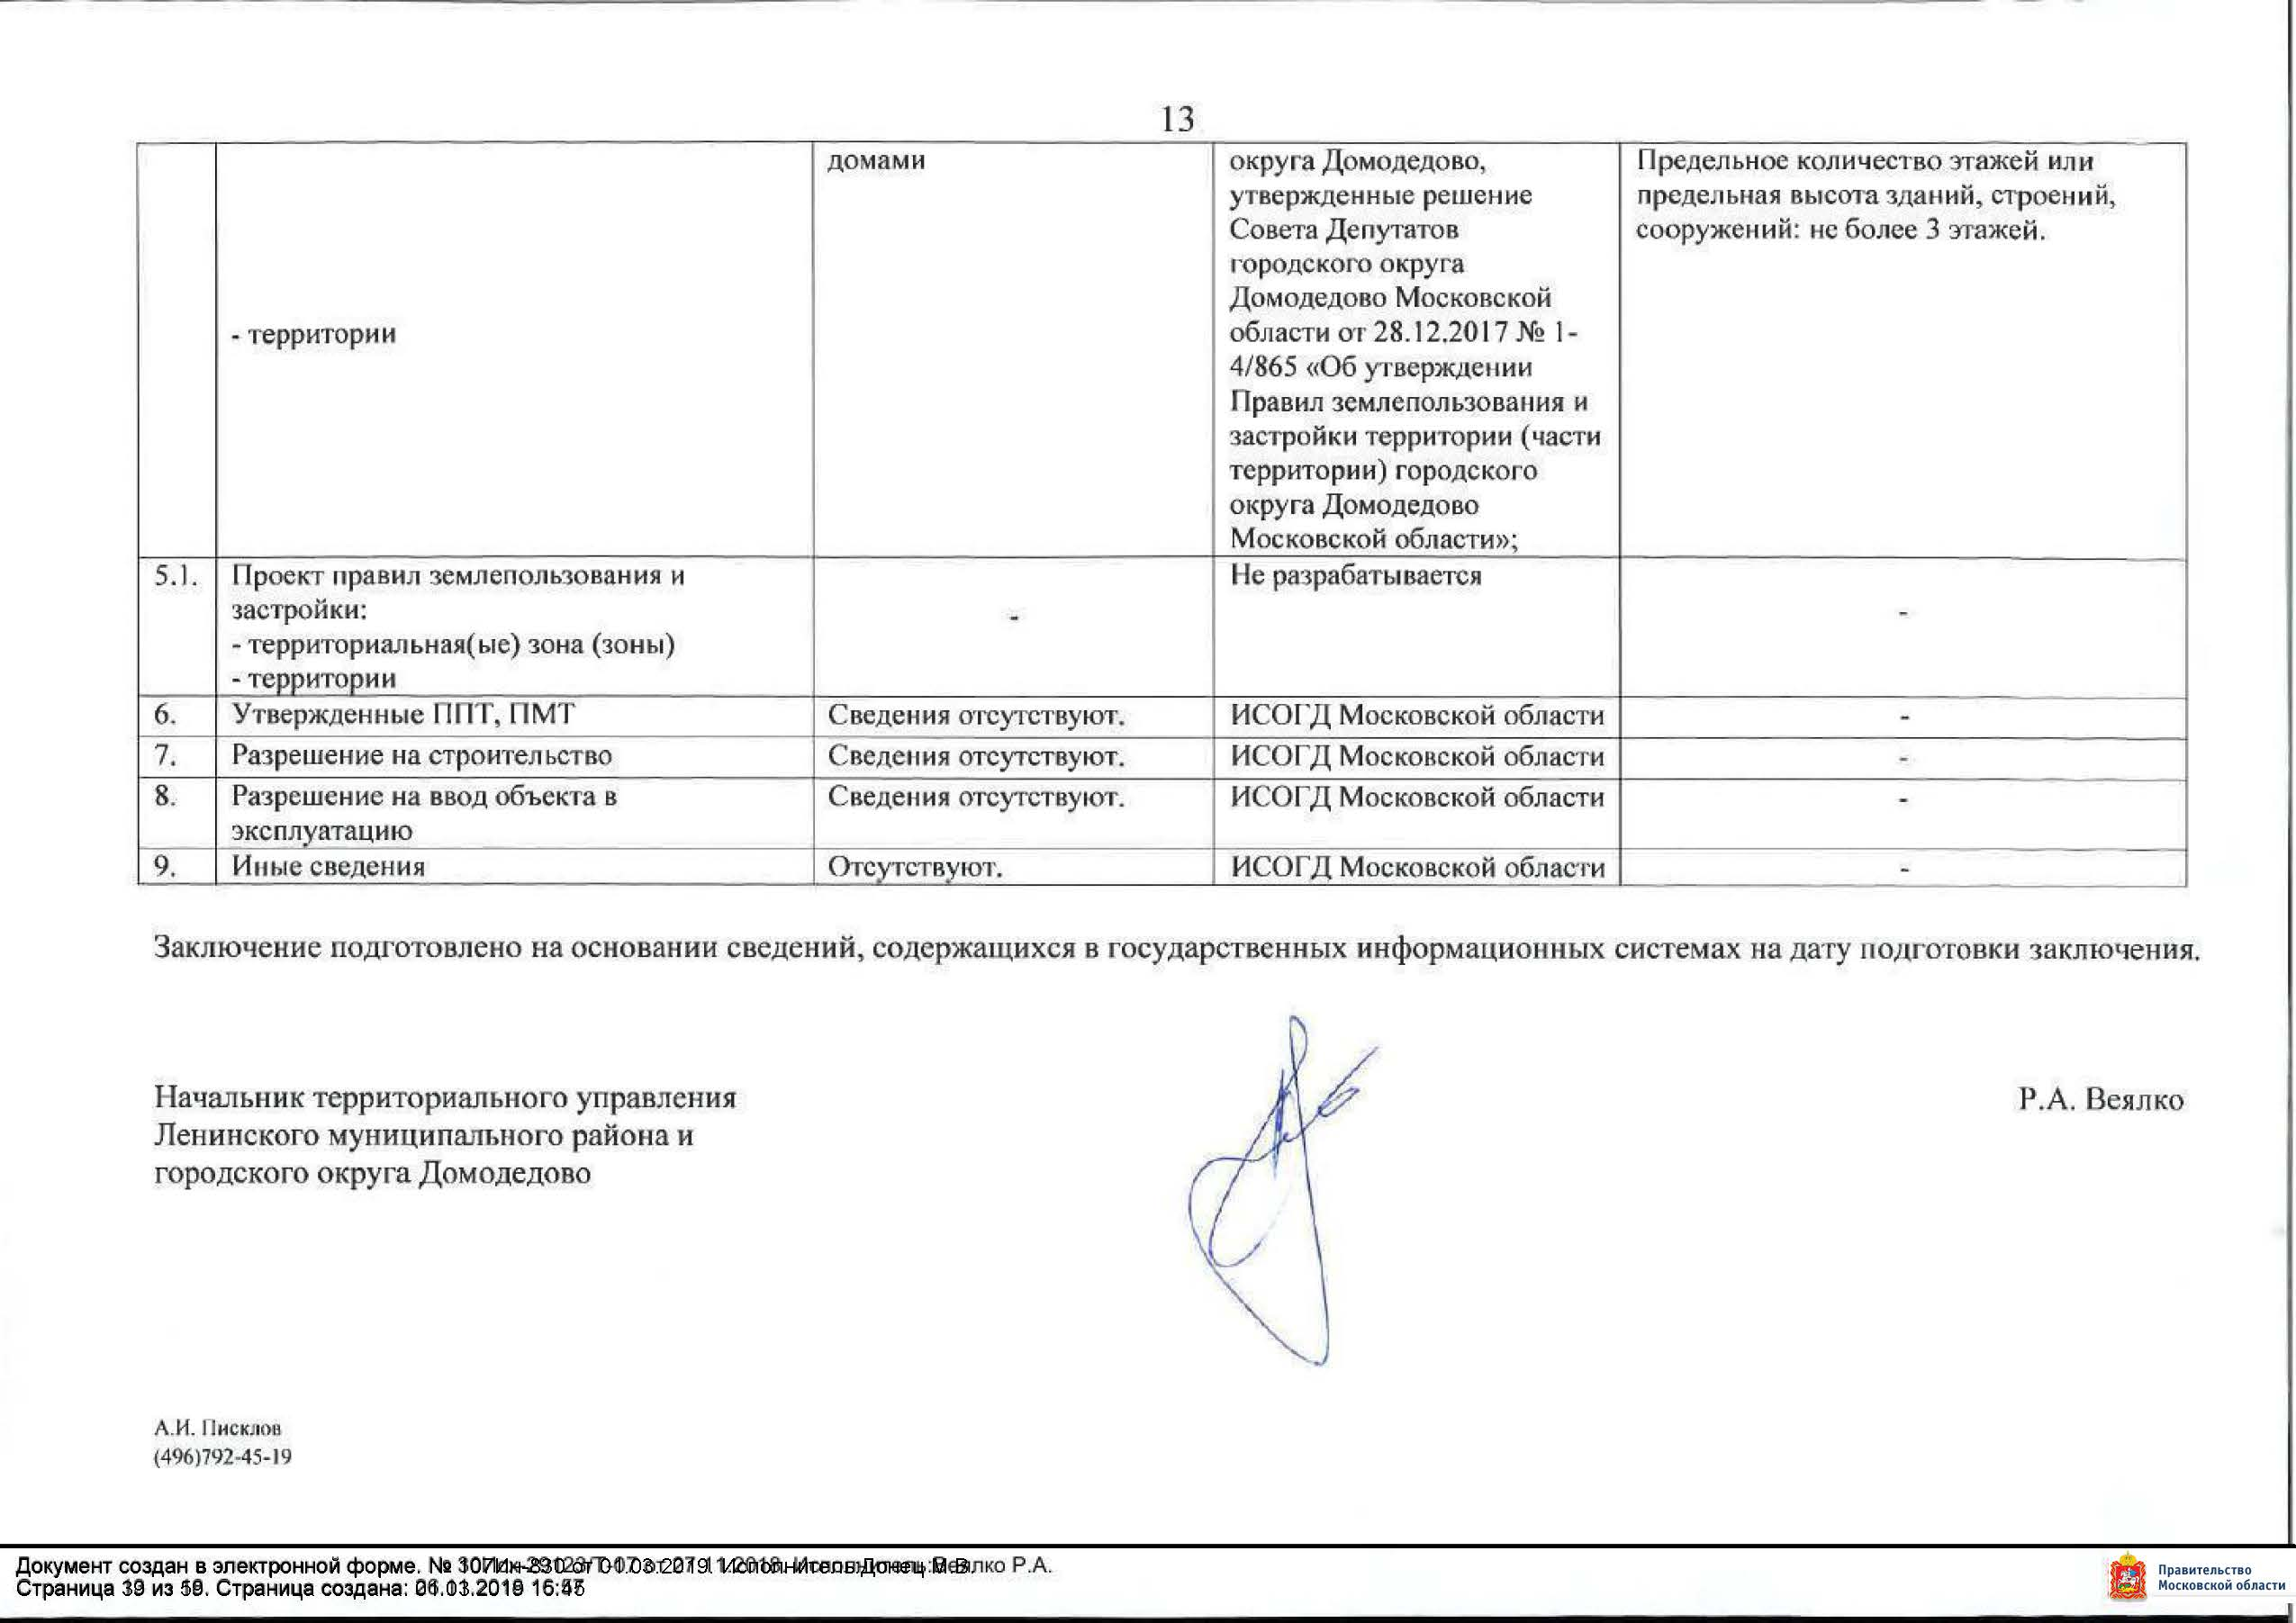 13
домами
округа Домодедово,
утвержденные решение
Совета Депутатов
городского округа
Домодедово Московской
области от 28.12.2017 № 1-
4/865 «Об утверждении
Правил землепользования и
застройки территории (части
территории) городского
округа Домодедово
Московской области»;
Предельное количество этажей или
предельная высота зданий, строений,
сооружений: не более 3 этажей.
- территории
5.1.
Проект правил землепользования и
застройки:
- территориальная(ые) зона (зоны)
- территории
-
Не разрабатывается
-
6. Утвержденные ППТ, ПМТ Сведения отсутствуют. ИСОГД Московской области -
7. Разрешение на строительство Сведения отсутствуют. ИСОГД Московской области -
8. Разрешение на ввод объекта в Сведения отсутствуют. ИСОГД Московской области -
эксплуатацию
9. Иные сведения Отсутствуют. ИСОГД Московской области -
Заключение подготовлено на основании сведений, содержащихся в государственных информационных системах на дату подготовки заключения.
Начальник территориального управления
Ленинского муниципального района и
городского округа Домодедово
Р.А. Веялко
А.И. Писклов
(496)792-45-19
Документ создан в электронной форме. №
Страница из Страница создана:
Правительство
Московской области